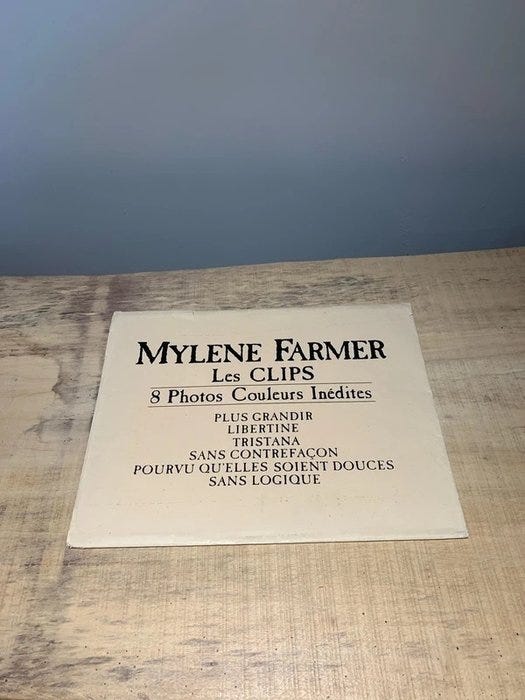 MYLENE FARMER
Les CLIPS
8 Photos Couleurs Inédites
PLUS GRANDIR
LIBERTINE
TRISTANA
SANS CONTREFAÇON
POURVU QU'ELLES SOIENT DOUCES
SANS LOGIQUE